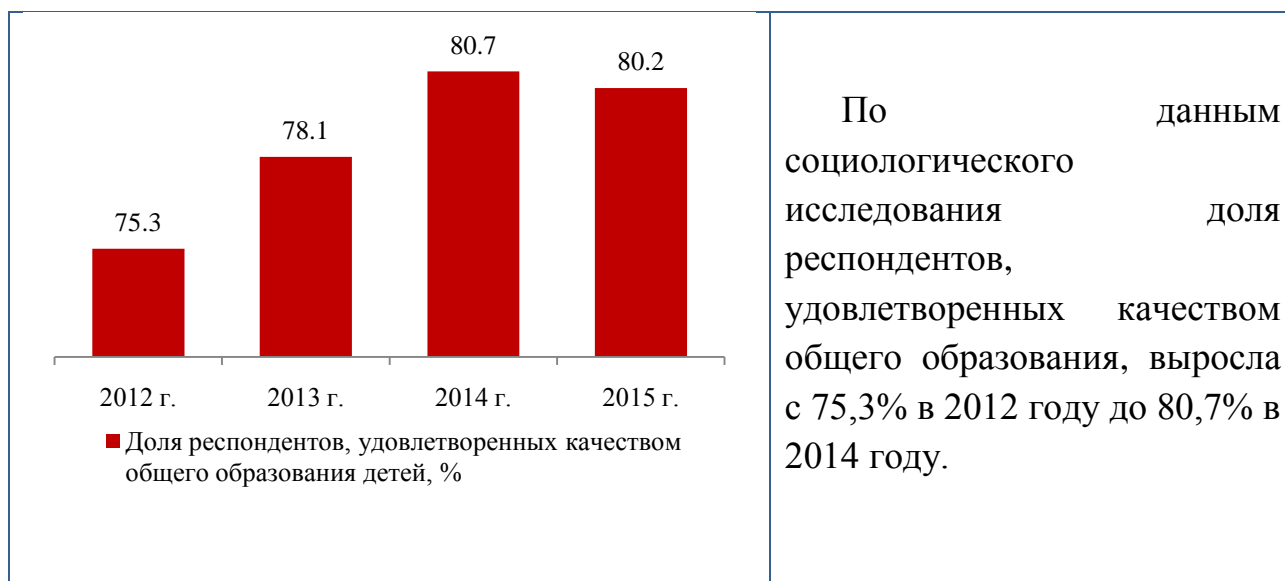 80.7
80.2
78.1
75.3
2012 г.
2013 г.
2014 г.
2015 г.
Доля респондентов, удовлетворенных качеством
общего образования детей, %
По данным
социологического
исследования доля
респондентов,
удовлетворенных качеством
общего образования, выросла
с 75,3% в 2012 году до 80,7% в
2014 году.